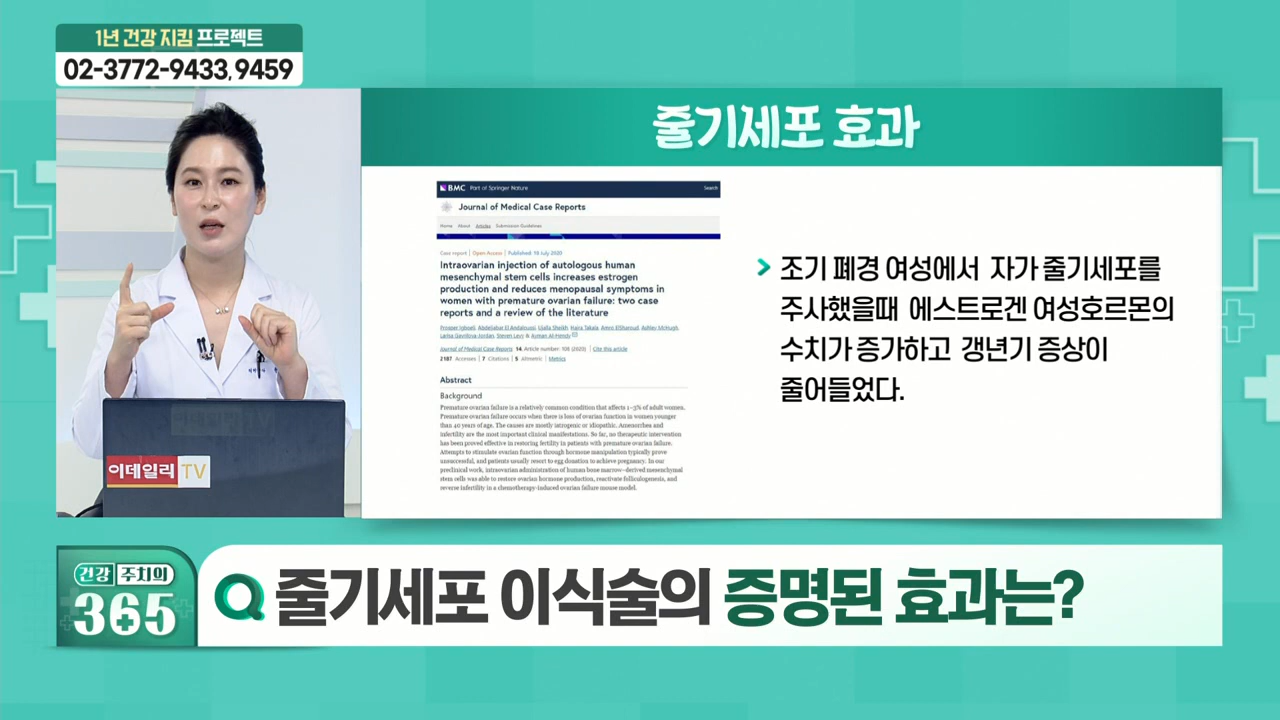 1년 건강 지킴 프로젝트
02-3772-9433, 9459
줄기세포 효과
BMC Part of Springer Nature
Search
Journal of Medical Case Reports
Home About Articles Submission Guidelines
Case report | Open Access | Published: 18 July 2020
Intraovarian injection of autologous human
mesenchymal stem cells increases estrogen
production and reduces menopausal symptoms in
women with premature ovarian failure: two case
reports and a review of the literature
Journal of Medical Case Reports 14, Article number: 108 (2020) | Cite this article
2187 Accesses | 7 Citations | 5 Altmetric | Metrics
Abstract
Background
Premature ovarian failure is a relatively common condition that affects 1–3% of adult women.
Premature ovarian failure occurs when there is loss of ovarian function in women younger
than 40 years of age. The causes are mostly iatrogenic or idiopathic. Amenorrhea and
infertility are the most important clinical manifestations. So far, no therapeutic intervention
has been proved effective in restoring fertility in patients with premature ovarian failure.
Attempts to stimulate ovarian function through hormone manipulation typically prove
unsuccessful, and patients usually resort to egg donation to achieve pregnancy. In our
preclinical work, intraovarian administration of human bone marrow–derived mesenchymal
stem cells was able to restore ovarian hormone production, reactivate folliculogenesis, and
reverse infertility in a chemotherapy-induced ovarian failure mouse model.
조기 폐경 여성에서 자가 줄기세포를
주사했을때 에스트로겐 여성호르몬의
수치가 증가하고 갱년기 증상이
줄어들었다.
이데일리 TV
건강 주치의
365
Q 줄기세포 이식술의 증명된 효과는?